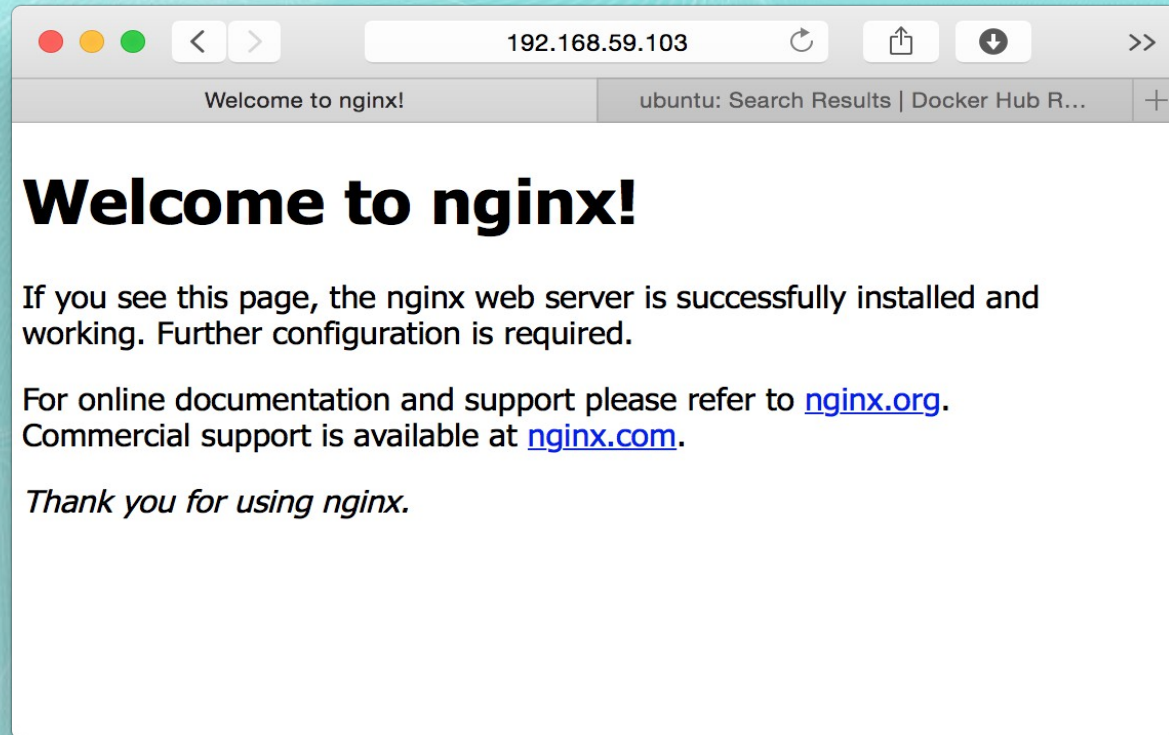 192.168.59.103
Welcome to nginx!
ubuntu: Search Results | Docker Hub R...
Welcome to nginx!
If you see this page, the nginx web server is successfully installed and
working. Further configuration is required.
For online documentation and support please refer to nginx.org.
Commercial support is available at nginx.com.
Thank you for using nginx.